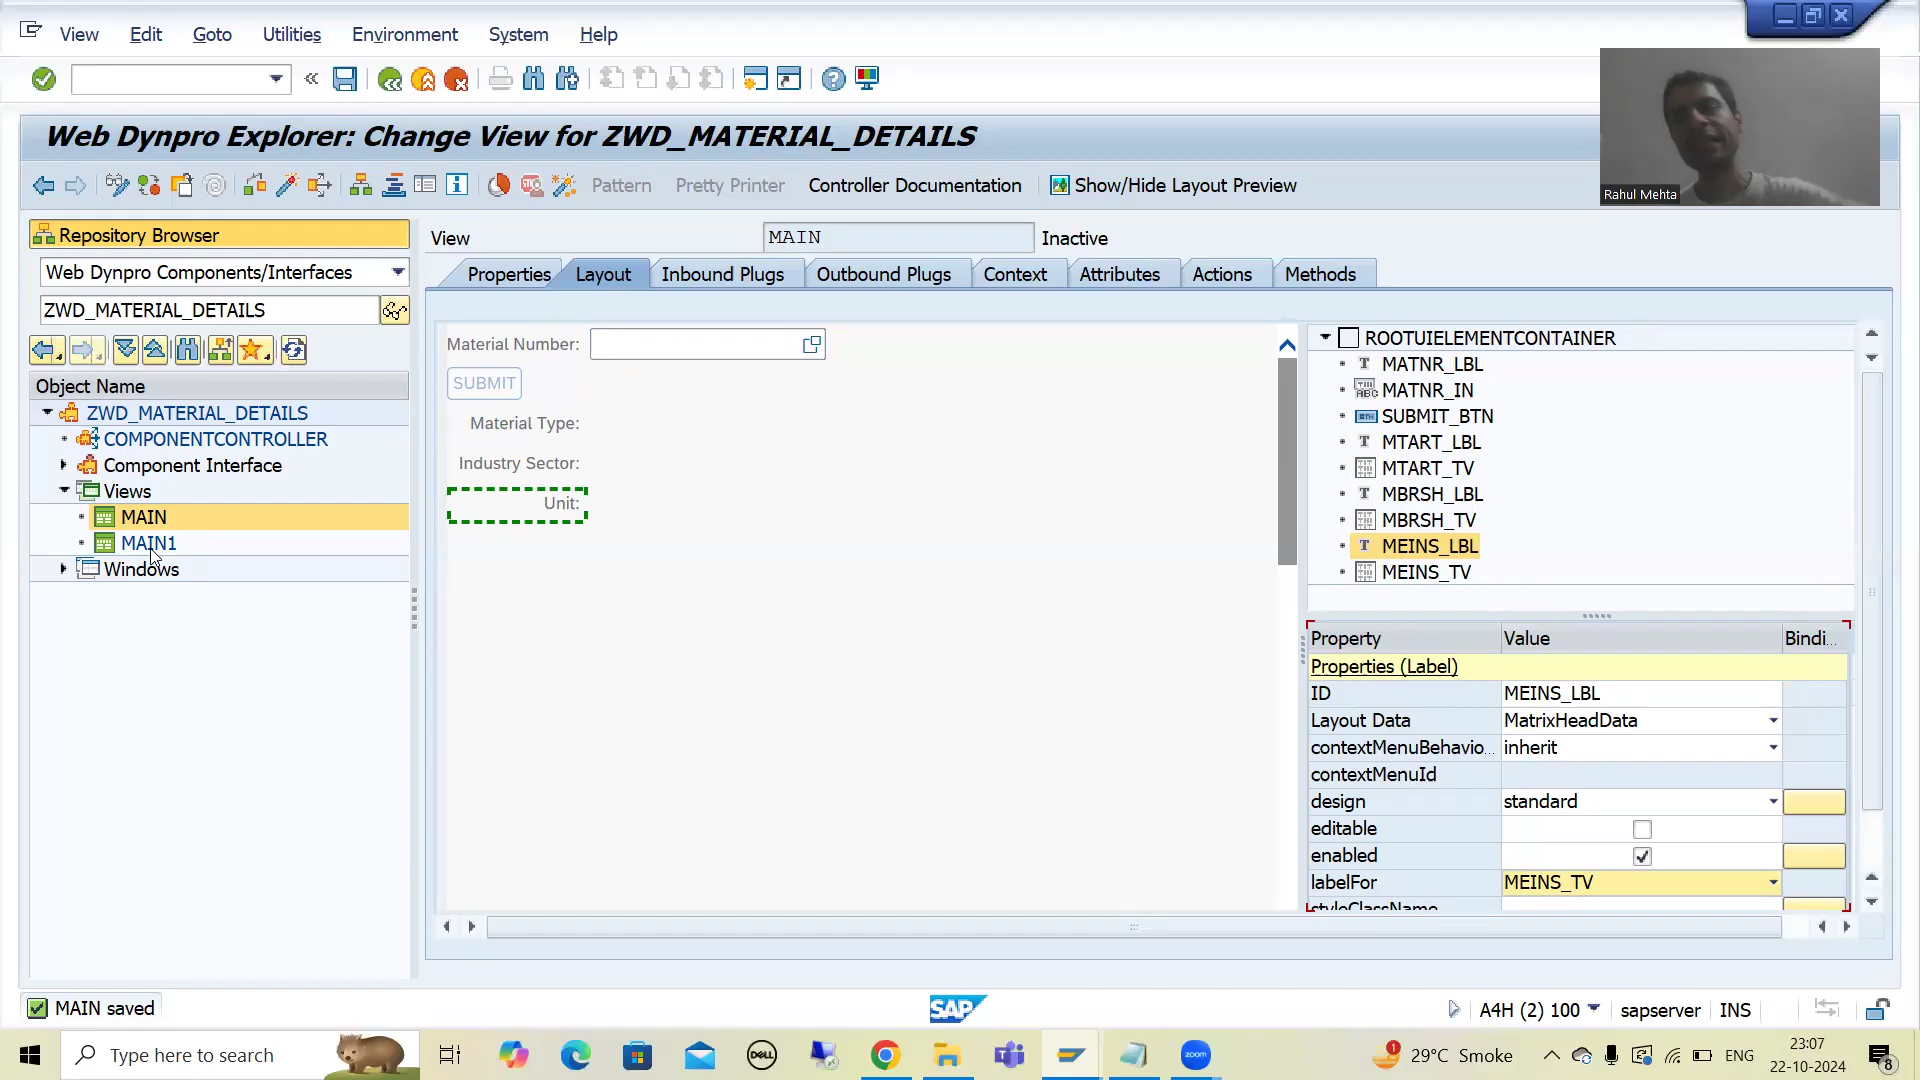 View Edit Goto Utilities Environment System Help
Web Dynpro Explorer: Change View for ZWD_MATERIAL_DETAILS
Pattern Pretty Printer Controller Documentation Show/Hide Layout Preview
Rahul Mehta
Repository Browser
Web Dynpro Components/Interfaces
ZWD_MATERIAL_DETAILS
Object Name
ZWD_MATERIAL_DETAILS
COMPONENTCONTROLLER
Component Interface
Views
MAIN
MAIN1
Windows
View MAIN Inactive
Properties Layout Inbound Plugs Outbound Plugs Context Attributes Actions Methods
Material Number:
SUBMIT
Material Type:
Industry Sector:
Unit:
ROOTUIELEMENTCONTAINER
MATNR_LBL
MATNR_IN
SUBMIT_BTN
MTART_LBL
MTART_TV
MBRSH_LBL
MBRSH_TV
MEINS_LBL
MEINS_TV
Property Value Bindi...
Properties (Label)
ID MEINS_LBL
Layout Data MatrixHeadData
contextMenuBehavio... inherit
contextMenuId
design standard
editable
enabled
labelFor MEINS_TV
styleClassName
MAIN saved
SAP
A4H (2) 100 sapserver INS
Type here to search
DELL
zoom
1
29°C Smoke
ENG
23:07
22-10-2024
8